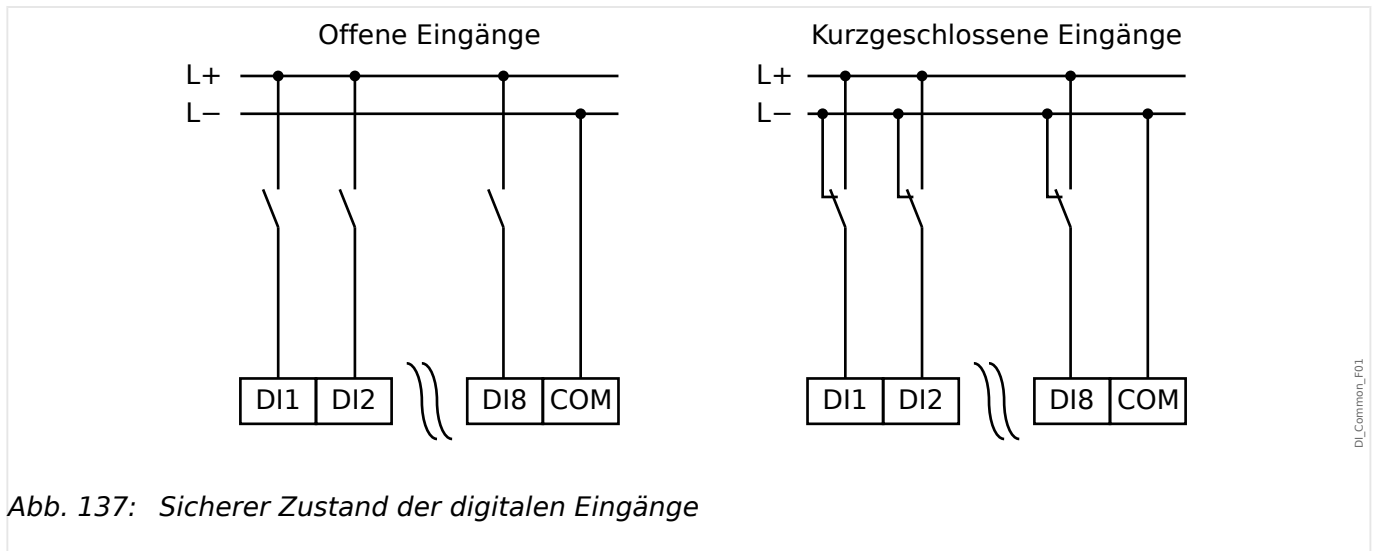 Offene Eingänge
L+
L−
DI1 DI2 DI8 COM
Kurzgeschlossene Eingänge
L+
L−
DI1 DI2 DI8 COM
DI_Common_F01
Abb. 137: Sicherer Zustand der digitalen Eingänge